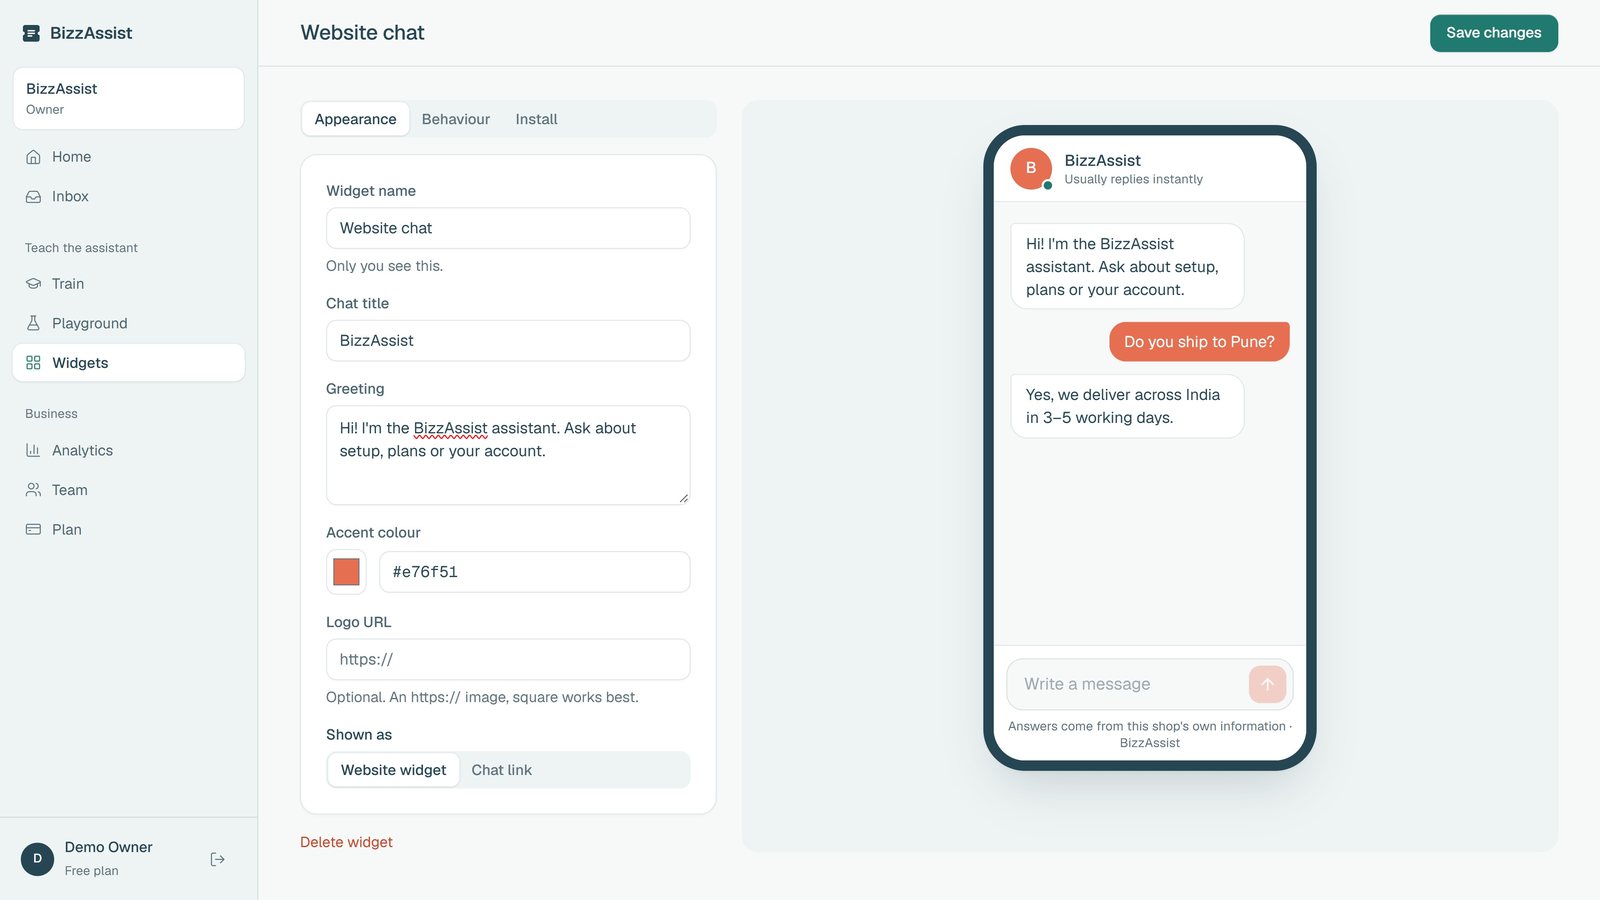 BizzAssist
BizzAssist
Owner
Home
Inbox
Teach the assistant
Train
Playground
Widgets
Business
Analytics
Team
Plan
D
Demo Owner
Free plan
Website chat
Save changes
Appearance
Behaviour
Install
Widget name
Website chat
Only you see this.
Chat title
BizzAssist
Greeting
Hi! I'm the BizzAssist assistant. Ask about
setup, plans or your account.
Accent colour
#e76f51
Logo URL
https://
Optional. An https:// image, square works best.
Shown as
Website widget
Chat link
Delete widget
B
BizzAssist
Usually replies instantly
Hi! I'm the BizzAssist
assistant. Ask about setup,
plans or your account.
Do you ship to Pune?
Yes, we deliver across India
in 3–5 working days.
Write a message
Answers come from this shop's own information ·
BizzAssist